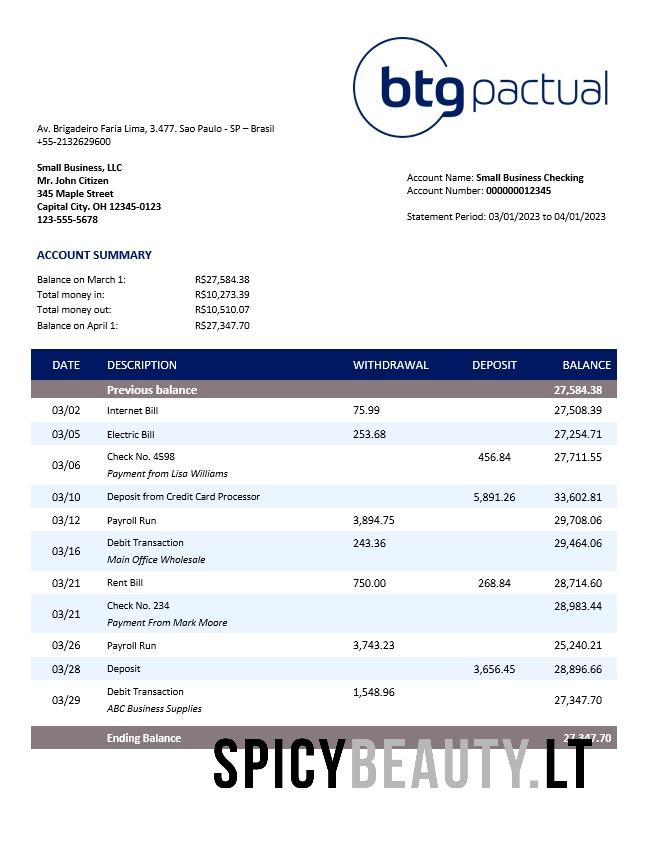 btg pactual
Av. Brigadeiro Faria Lima, 3.477. Sao Paulo - SP – Brasil
+55-2132629600
Small Business, LLC
Mr. John Citizen
345 Maple Street
Capital City. OH 12345-0123
123-555-5678
Account Name: Small Business Checking
Account Number: 000000012345
Statement Period: 03/01/2023 to 04/01/2023
ACCOUNT SUMMARY
Balance on March 1: R$27,584.38
Total money in: R$10,273.39
Total money out: R$10,510.07
Balance on April 1: R$27,347.70
DATE DESCRIPTION WITHDRAWAL DEPOSIT BALANCE
Previous balance 27,584.38
03/02 Internet Bill 75.99 27,508.39
03/05 Electric Bill 253.68 27,254.71
03/06 Check No. 4598 456.84 27,711.55
Payment from Lisa Williams
03/10 Deposit from Credit Card Processor 5,891.26 33,602.81
03/12 Payroll Run 3,894.75 29,708.06
03/16 Debit Transaction 243.36 29,464.06
Main Office Wholesale
03/21 Rent Bill 750.00 268.84 28,714.60
03/21 Check No. 234 28,983.44
Payment From Mark Moore
03/26 Payroll Run 3,743.23 25,240.21
03/28 Deposit 3,656.45 28,896.66
03/29 Debit Transaction 1,548.96 27,347.70
ABC Business Supplies
Ending Balance 27,347.70
SPICYBEAUTY.LT